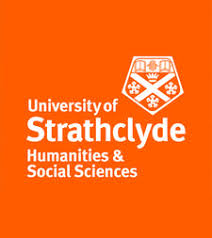 University of
Strathclyde
Humanities &
Social Sciences